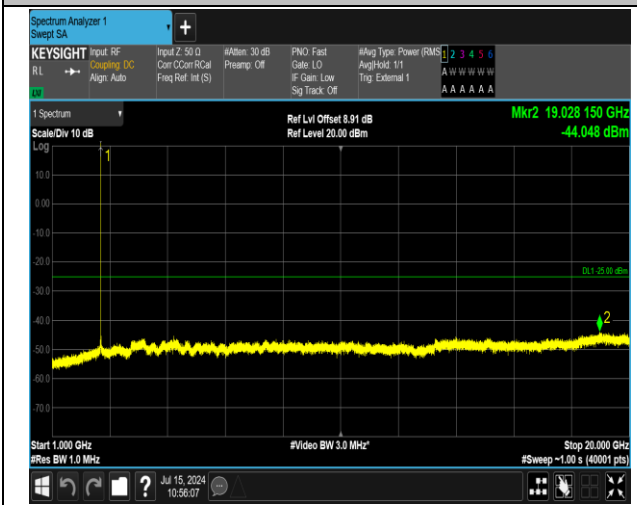 Spectrum Analyzer 1
Swept SA
+
KEYSIGHT Input: RF Input Z: 50 Ω #Atten: 30 dB PNO: Fast #Avg Type: Power (RMS 1 2 3 4 5 6
RL Coupling: DC Corr CCorr RCal Preamp: Off Gate: LO Avg|Hold: 1/1 A W W W W W
Align: Auto Freq Ref: Int (S) IF Gain: Low Trig: External 1
Sig Track: Off A A A A A A
LXI
1 Spectrum Ref Lvl Offset 8.91 dB Mkr2 19.028 150 GHz
Scale/Div 10 dB Ref Level 20.00 dBm -44.048 dBm
Log
1
10.0
0.00
-10.0
-20.0
DL1 -25.00 dBm
-30.0
-40.0
2
-50.0
-60.0
-70.0
Start 1.000 GHz #Video BW 3.0 MHz* Stop 20.000 GHz
#Res BW 1.0 MHz #Sweep ~1.00 s (40001 pts)
? Jul 15, 2024
10:56:07